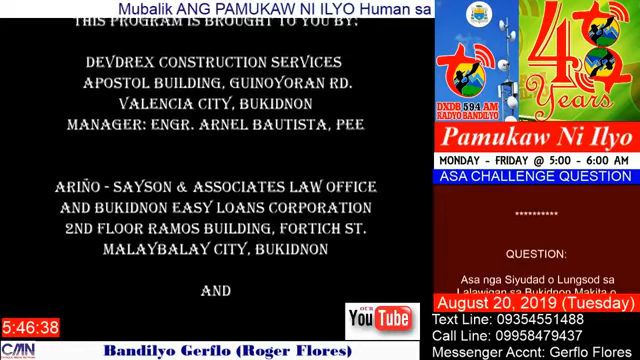 Mubalik ANG PAMUKAW NI ILYO Human sa
THIS PROGRAM IS BROUGHT TO YOU BY:
DEVDREX CONSTRUCTION SERVICES
APOSTOL BUILDING, GUINOYORAN RD.
VALENCIA CITY, BUKIDNON
MANAGER: ENGR. ARNEL BAUTISTA, PEE
ARIÑO - SAYSON & ASSOCIATES LAW OFFICE
AND BUKIDNON EASY LOANS CORPORATION
2ND FLOOR RAMOS BUILDING, FORTICH ST.
MALAYBALAY CITY, BUKIDNON
AND
5:46:38
CMN
OUR
YouTube
Bandilyo Gerflo (Roger Flores)
DXDB 594 AM
RADYO BANDILYO
4
Years
Pamukaw Ni Ilyo
MONDAY - FRIDAY @ 5:00 - 6:00 AM
ASA CHALLENGE QUESTION
**********
QUESTION:
Asa nga Siyudad o Lungsod sa
Lalawigan sa Bukidnon Makita o
August 20, 2019 (Tuesday)
Text Line: 09354551488
Call Line: 09958479437
Messenger Accnt: Gerflo Flores